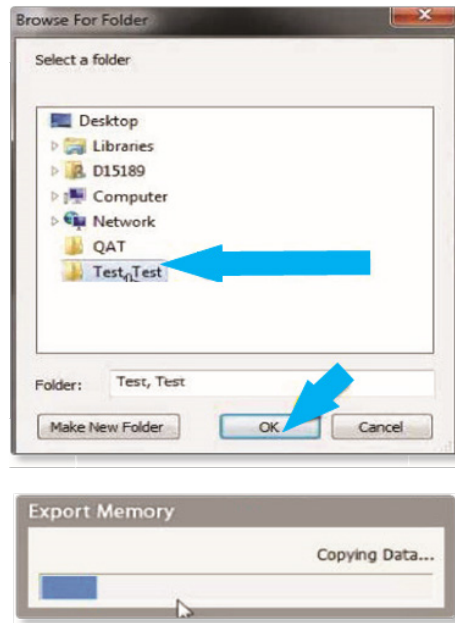 Browse For Folder
Select a folder
Desktop
Libraries
D15189
Computer
Network
QAT
Test, Test
Folder: Test, Test
Make New Folder OK Cancel
Export Memory
Copying Data...